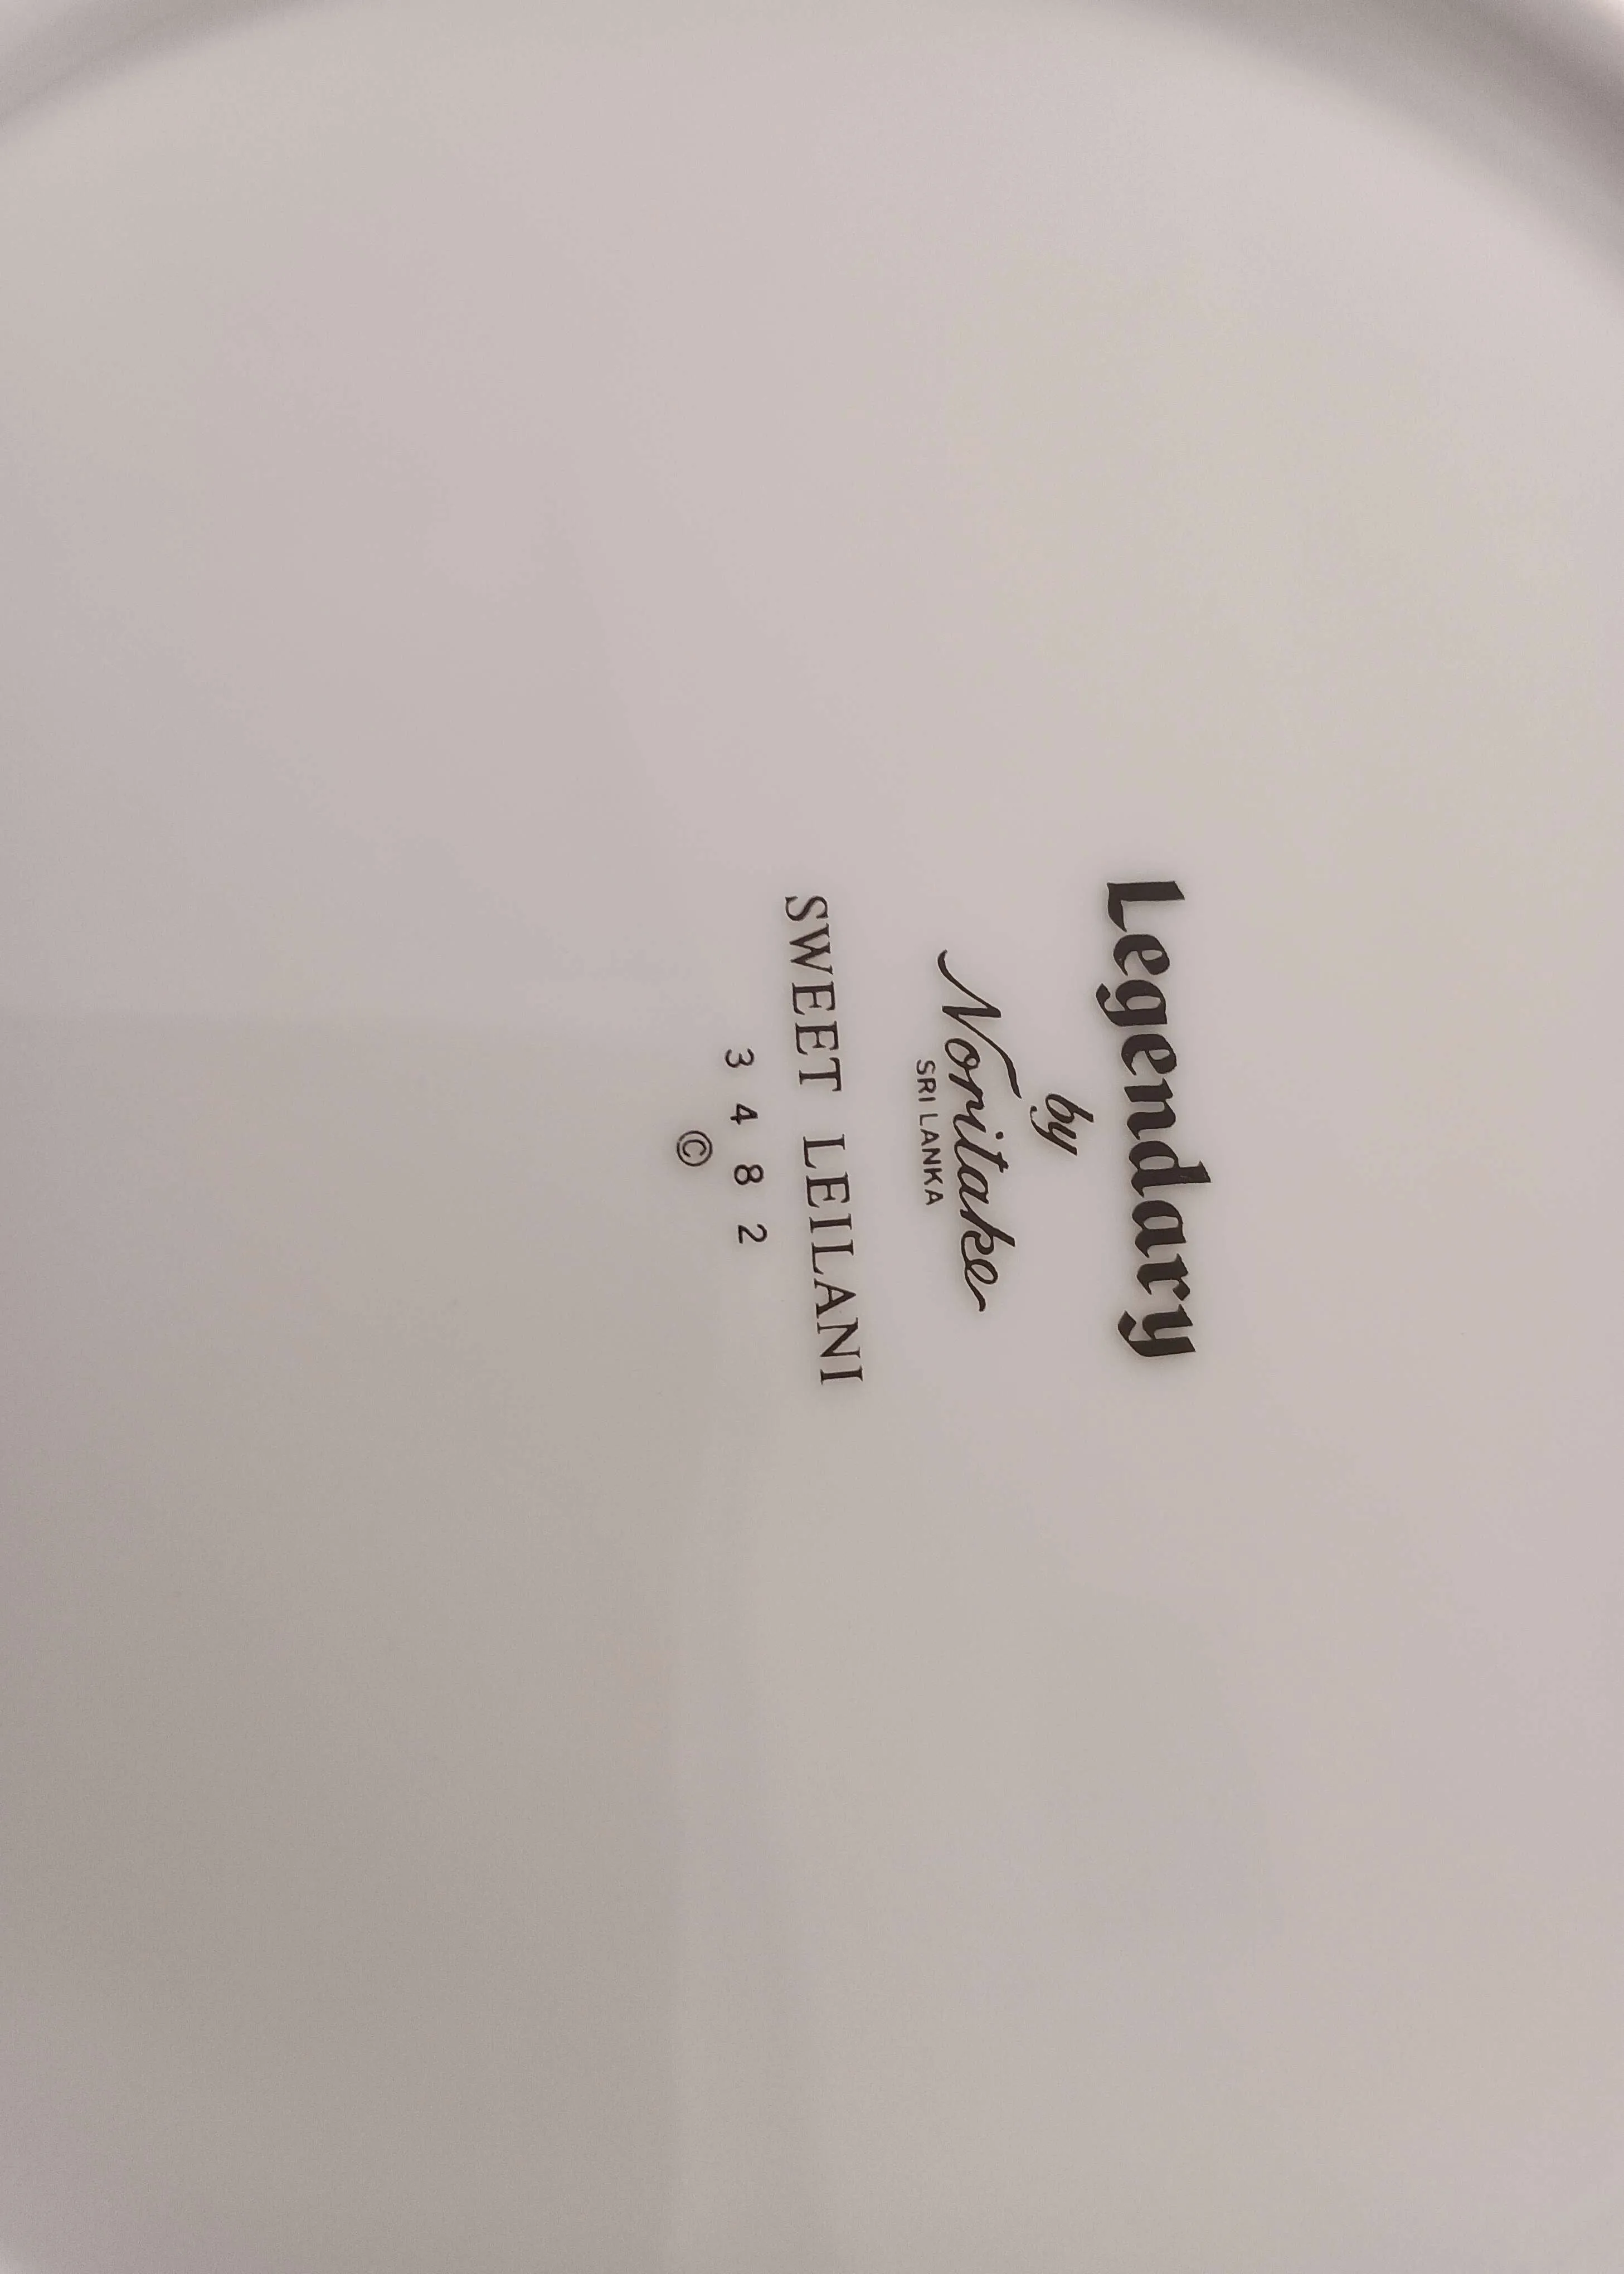 Legendary
by
Noritake
SRI LANKA
SWEET LEILANI
3 4 8 2
©